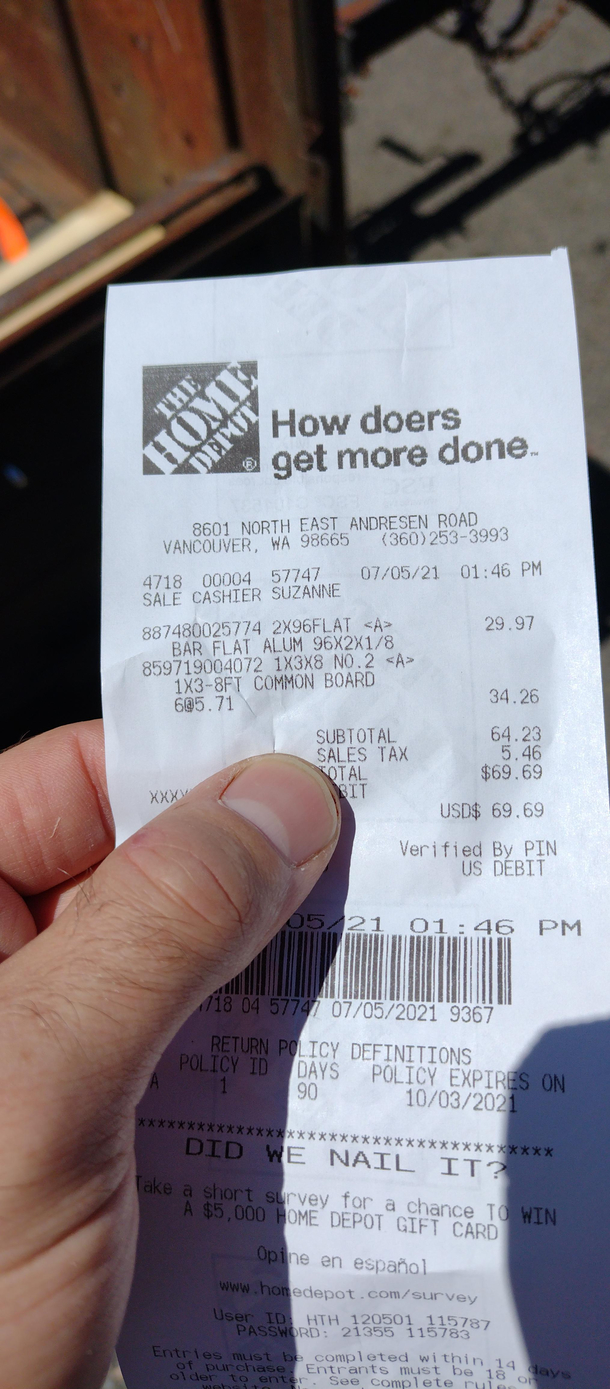 THE
HOME
DEPOT
®
How doers
get more done™
8601 NORTH EAST ANDRESEN ROAD
VANCOUVER, WA 98665 (360)253-3993
4718 00004 57747 07/05/21 01:46 PM
SALE CASHIER SUZANNE
887480025774 2X96FLAT <A> 29.97
BAR FLAT ALUM 96X2X1/8
859719004072 1X3X8 NO.2 <A>
1X3-8FT COMMON BOARD
6@5.71 34.26
SUBTOTAL 64.23
SALES TAX 5.46
TOTAL $69.69
USD$ 69.69
Verified By PIN
US DEBIT
05/21 01:46 PM
718 04 57747 07/05/2021 9367
RETURN POLICY DEFINITIONS
POLICY ID DAYS POLICY EXPIRES ON
A 1 90 10/03/2021
*******************************************
DID WE NAIL IT?
Take a short survey for a chance TO WIN
A $5,000 HOME DEPOT GIFT CARD
Opine en español
www.homedepot.com/survey
User ID: HTH 120501 115787
PASSWORD: 21355 115783
Entries must be completed within 14 days
of purchase. Entrants must be 18 or
older to enter. See complete rules